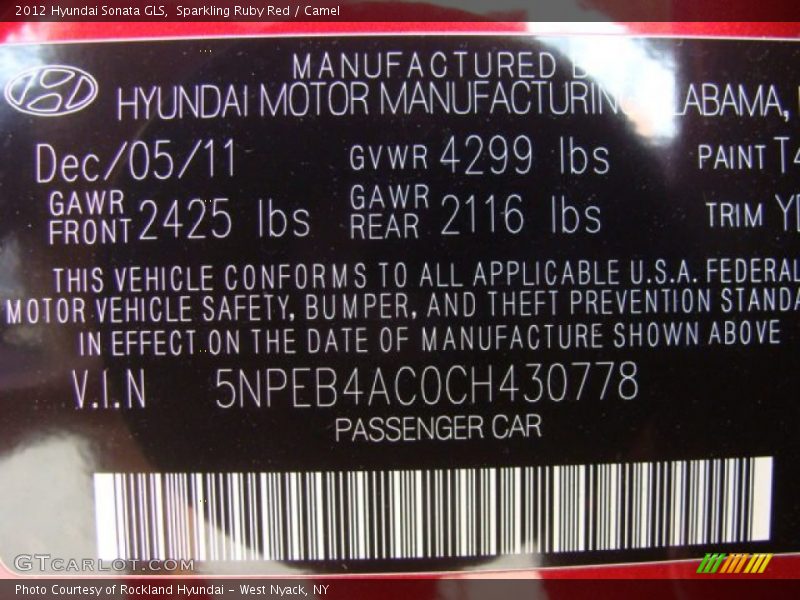 2012 Hyundai Sonata GLS, Sparkling Ruby Red / Camel
MANUFACTURED
HYUNDAI MOTOR MANUFACTURING
Dec/05/11 GVWR 4299 lbs PAINT
GAWR FRONT 2425 lbs GAWR REAR 2116 lbs TRIM
THIS VEHICLE CONFORMS TO ALL APPLICABLE U.S.A. FEDERAL
MOTOR VEHICLE SAFETY, BUMPER, AND THEFT PREVENTION
IN EFFECT ON THE DATE OF MANUFACTURE SHOWN ABOVE
V.I.N 5NPEB4AC0CH430778
PASSENGER CAR
GTCARLOT.COM
Photo Courtesy of Rockland Hyundai - West Nyack, NY